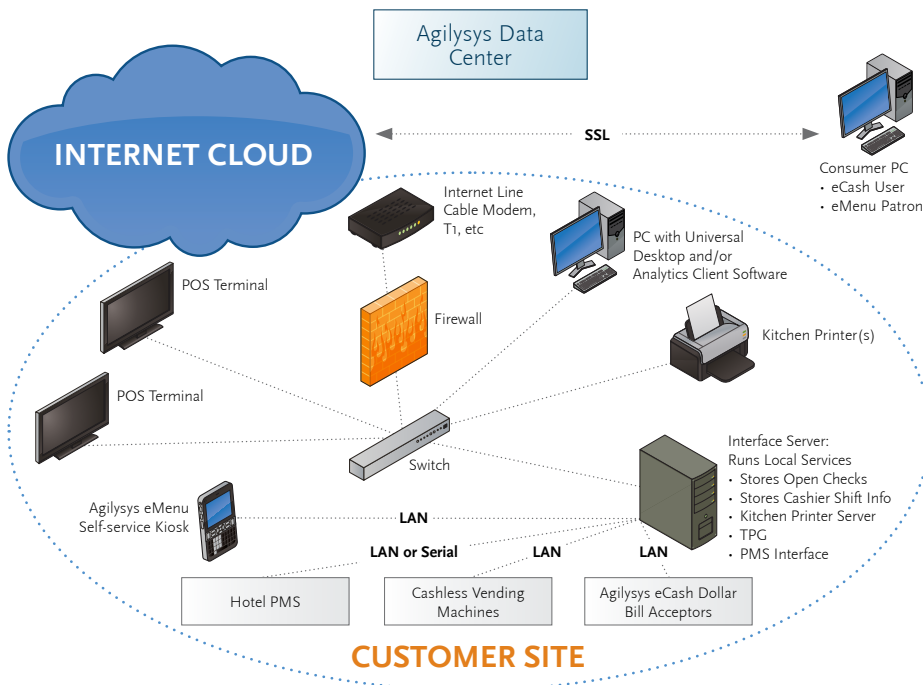 Agilysys Data
Center
INTERNET CLOUD
SSL
Consumer PC
• eCash User
• eMenu Patron
Internet Line
Cable Modem,
T1, etc
PC with Universal
Desktop and/or
Analytics Client Software
POS Terminal
Firewall
Kitchen Printer(s)
POS Terminal
Switch
Interface Server:
Runs Local Services
• Stores Open Checks
• Stores Cashier Shift Info
• Kitchen Printer Server
• TPG
• PMS Interface
Agilysys eMenu
Self-service Kiosk
LAN
LAN or Serial
LAN
LAN
Hotel PMS
Cashless Vending
Machines
Agilysys eCash Dollar
Bill Acceptors
CUSTOMER SITE